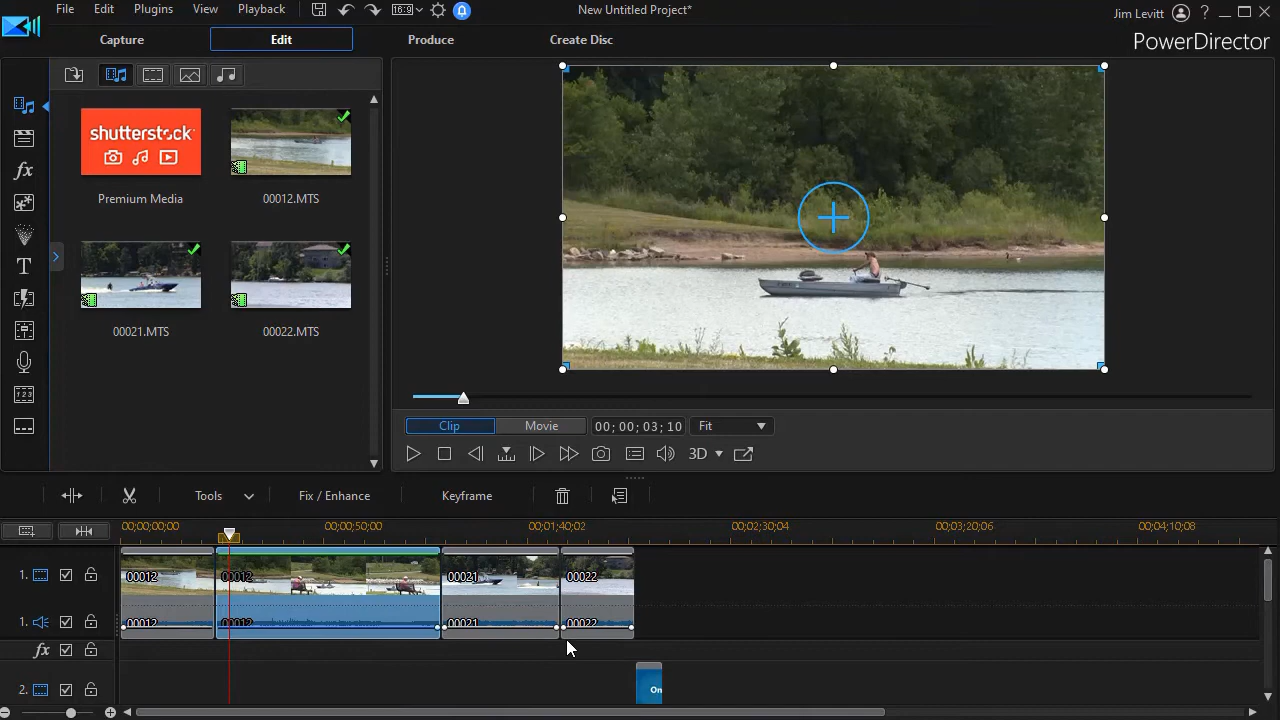 File Edit Plugins View Playback 16:9 New Untitled Project* Jim Levitt ?
PowerDirector
Capture Edit Produce Create Disc
shutterstock
Premium Media 00012.MTS
00021.MTS 00022.MTS
fx
T
1 2 3
Clip Movie 00; 00; 03; 10 Fit
3D
Tools Fix / Enhance Keyframe
00;00;00;00 00;00;50;00 00;01;40;02 00;02;30;04 00;03;20;06 00;04;10;08
1. 00012 00012 00021 00022
1. 00012 00012 00021 00022
fx
2. On